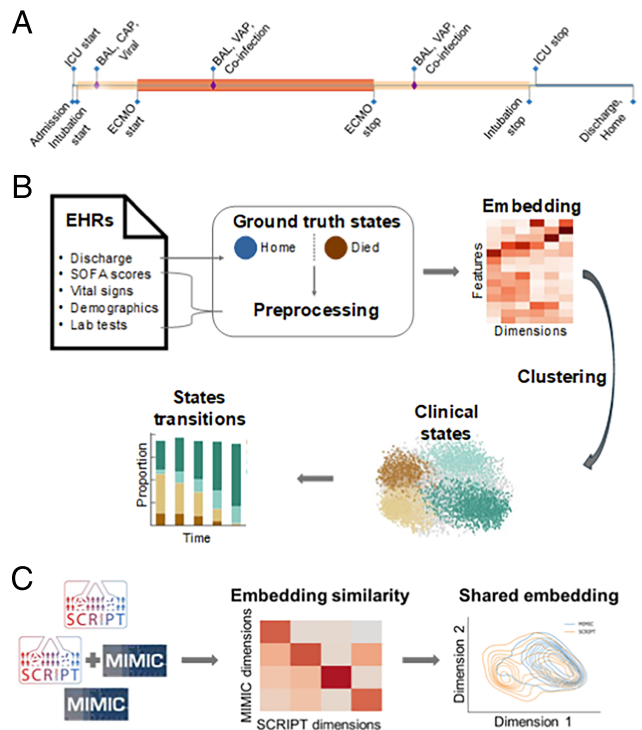 A
ICU start
BAL, CAP,
Viral
BAL, VAP,
Co-infection
BAL, VAP,
Co-infection
ICU stop
Admission
Intubation
start
ECMO
start
ECMO
stop
Intubation
stop
Discharge,
Home
B
EHRs
• Discharge
• SOFA scores
• Vital signs
• Demographics
• Lab tests
Ground truth states
Home
Died
Preprocessing
Embedding
Features
Dimensions
Clustering
States
transitions
Proportion
Time
Clinical
states
C
SCRIPT
SCRIPT
+
MIMIC
MIMIC
Embedding similarity
MIMIC dimensions
SCRIPT dimensions
Shared embedding
MIMIC
SCRIPT
Dimension 2
Dimension 1